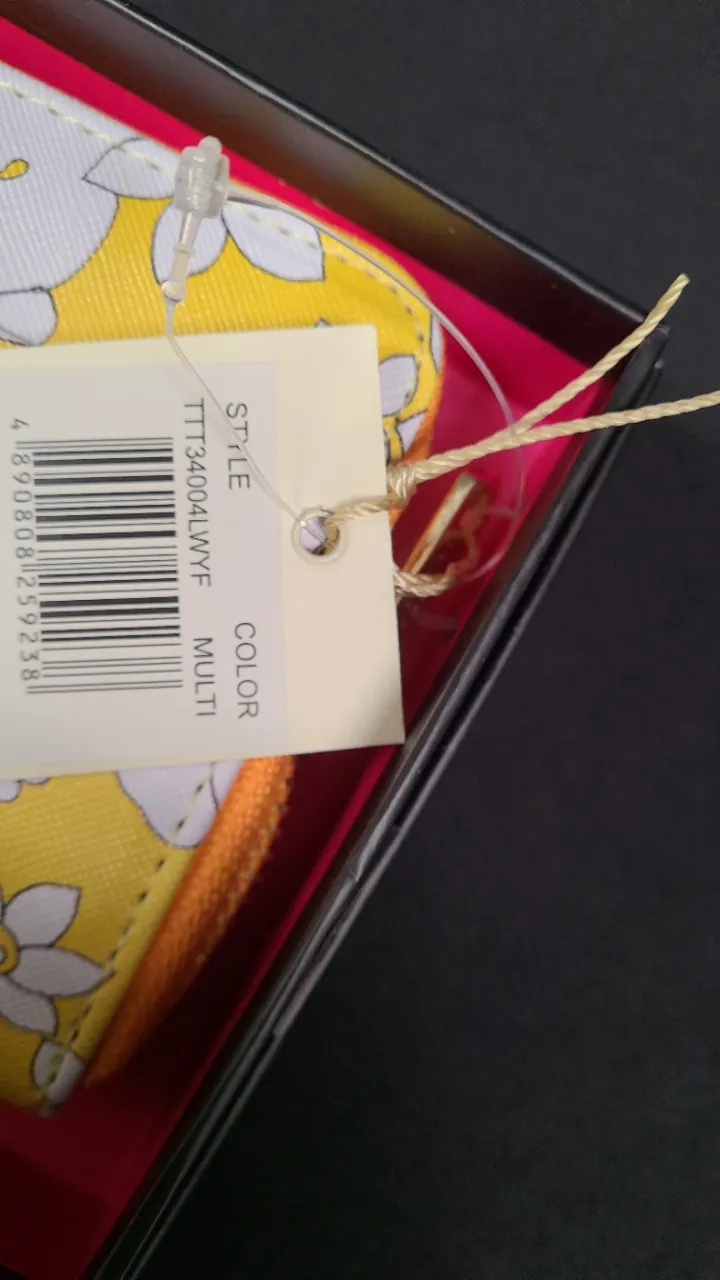 STYLE COLOR
TTT34004LWYF MULTI
4 890808 259238